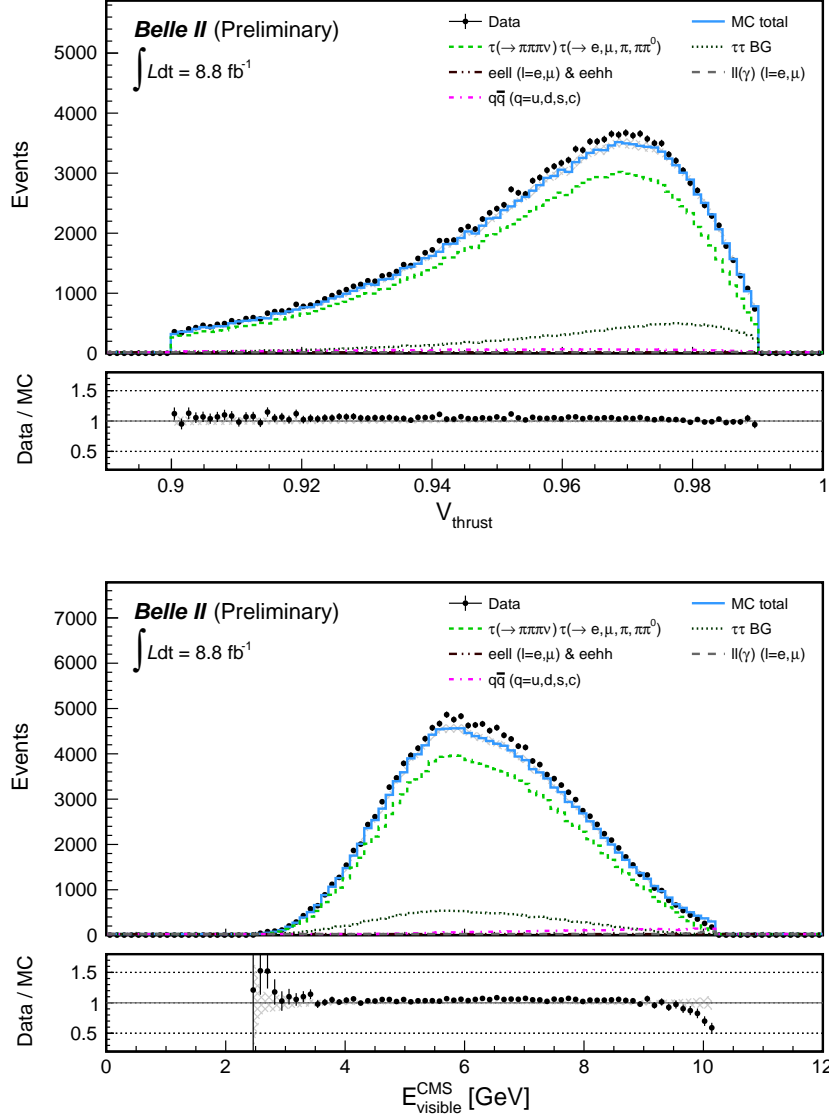 Belle II (Preliminary)
∫ Ldt = 8.8 fb⁻¹
Data
MC total
τ(→ πππν) τ(→ e, μ, π, ππ⁰)
ττ BG
eell (l=e,μ) & eehh
ll(γ) (l=e,μ)
qq̅ (q=u,d,s,c)
Events
5000
4000
3000
2000
1000
0
Data / MC
1.5
1
0.5
0.9
0.92
0.94
0.96
0.98
1
V_thrust
Belle II (Preliminary)
∫ Ldt = 8.8 fb⁻¹
Data
MC total
τ(→ πππν) τ(→ e, μ, π, ππ⁰)
ττ BG
eell (l=e,μ) & eehh
ll(γ) (l=e,μ)
qq̅ (q=u,d,s,c)
Events
7000
6000
5000
4000
3000
2000
1000
0
Data / MC
1.5
1
0.5
0
2
4
6
8
10
12
E^CMS_visible [GeV]